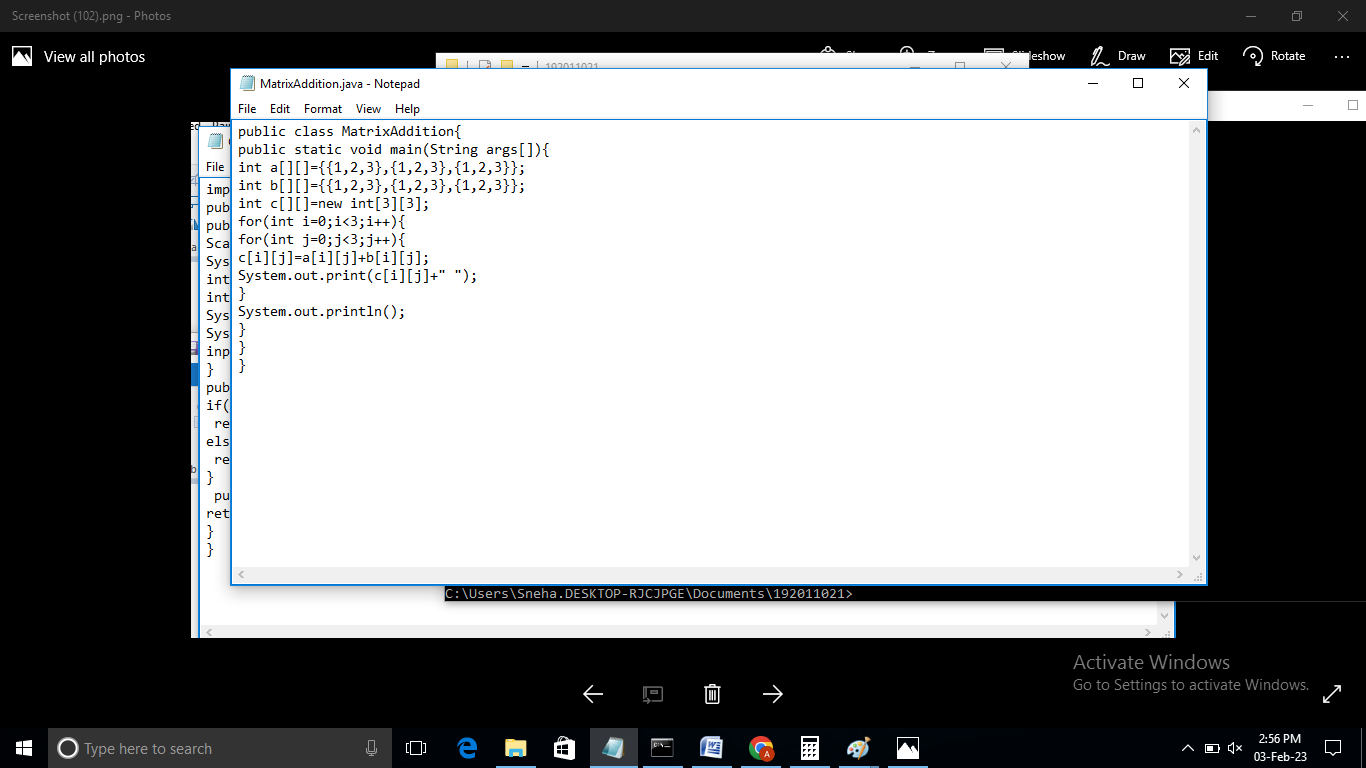 Screenshot (102).png - Photos
View all photos
Draw
Edit
Rotate
192011021
MatrixAddition.java - Notepad
File Edit Format View Help
public class MatrixAddition{
public static void main(String args[]){
int a[][]={{1,2,3},{1,2,3},{1,2,3}};
int b[][]={{1,2,3},{1,2,3},{1,2,3}};
int c[][]=new int[3][3];
for(int i=0;i<3;i++){
for(int j=0;j<3;j++){
c[i][j]=a[i][j]+b[i][j];
System.out.print(c[i][j]+" ");
}
System.out.println();
}
}
}
File
imp
pub
pub
Sca
Sys
int
int
Sys
Sys
inp
}
pub
if(
re
els
re
}
pu
ret
}
}
C:\Users\Sneha.DESKTOP-RJCJPGE\Documents\192011021>
Activate Windows
Go to Settings to activate Windows.
Type here to search
2:56 PM
03-Feb-23